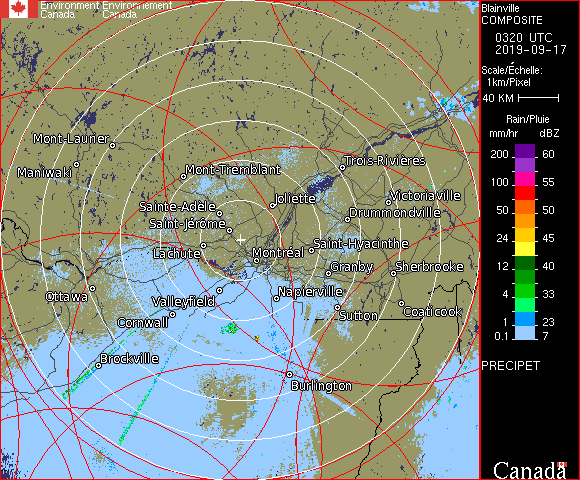 Environment Environnement
Canada Canada
Blainville
COMPOSITE
0320 UTC
2019-09-17
Scale/Échelle:
1km/Pixel
40 KM
Rain/Pluie
mm/hr dBZ
200 60
100 55
50 50
24 45
12 40
4 33
1 23
0.1 7
PRECIPET
Canada
Mont-Laurier
Maniwaki
Mont-Tremblant
Trois-Rivières
Joliette
Victoriaville
Sainte-Adele
Drummondville
Saint-Jérôme
Lachute
Montréal
Saint-Hyacinthe
Granby
Sherbrooke
Ottawa
Valleyfield
Napierville
Cornwall
Sutton
Coaticook
Brockville
Burlington